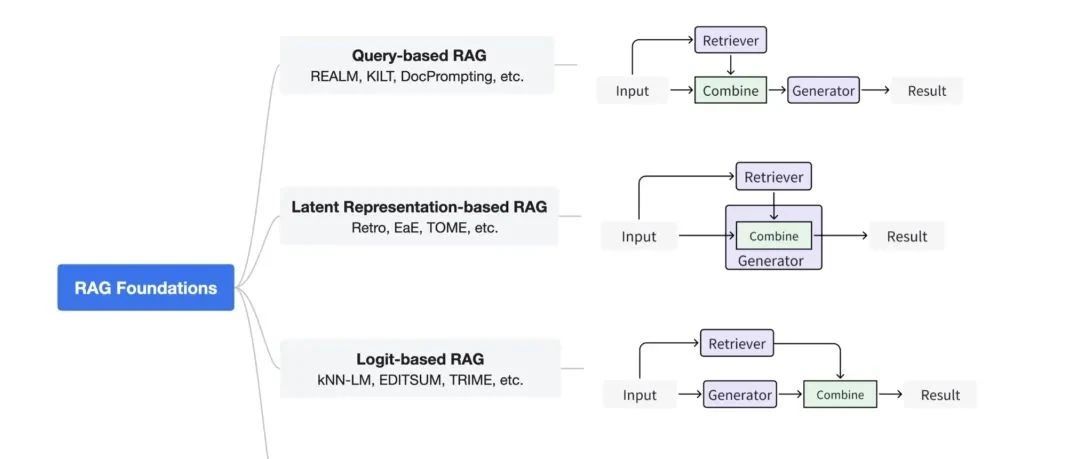 Query-based RAG
REALM, KILT, DocPrompting, etc.
Retriever
Input
Combine
Generator
Result
Latent Representation-based RAG
Retro, EaE, TOME, etc.
Retriever
Input
Combine
Generator
Result
RAG Foundations
Logit-based RAG
kNN-LM, EDITSUM, TRIME, etc.
Retriever
Input
Generator
Combine
Result